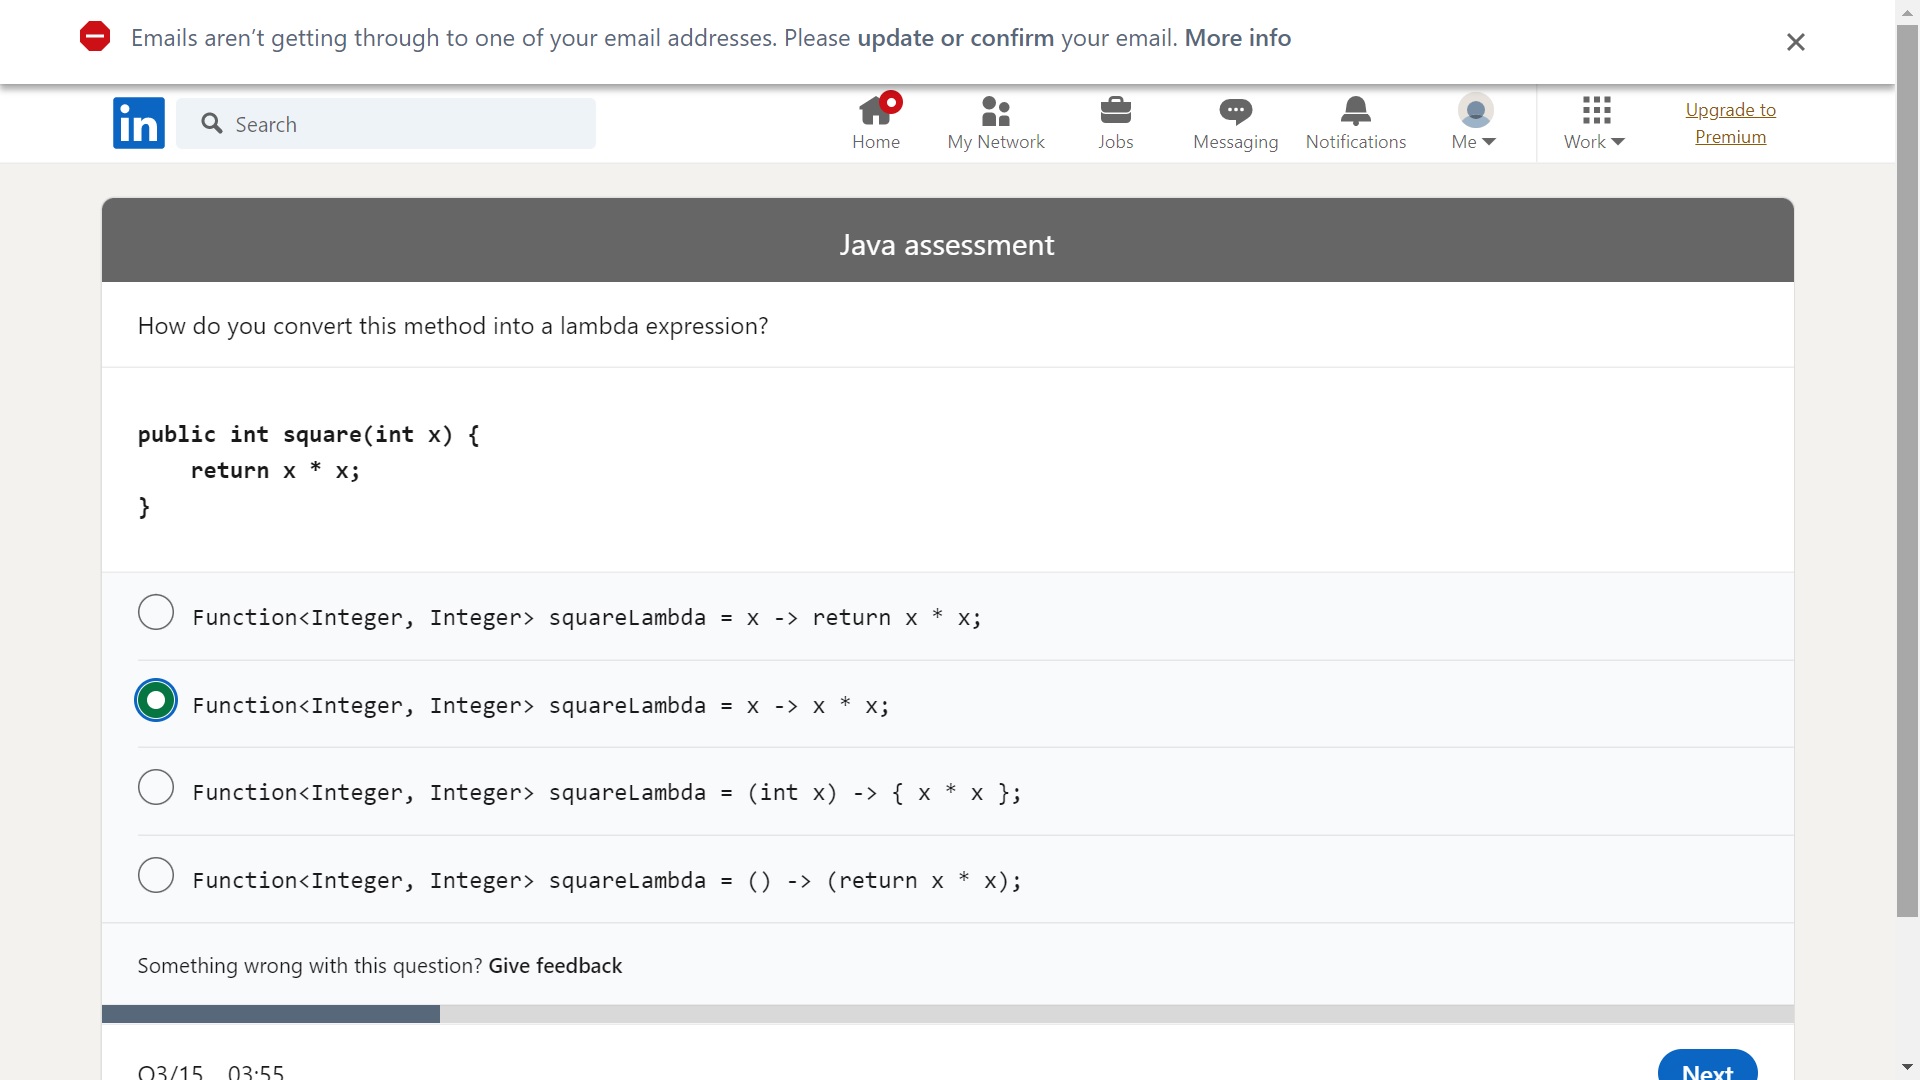 Emails aren't getting through to one of your email addresses. Please update or confirm your email. More info
in
Search
Home
My Network
Jobs
Messaging
Notifications
Me
Work
Upgrade to
Premium
Java assessment
How do you convert this method into a lambda expression?
public int square(int x) {
    return x * x;
}
Function<Integer, Integer> squareLambda = x -> return x * x;
Function<Integer, Integer> squareLambda = x -> x * x;
Function<Integer, Integer> squareLambda = (int x) -> { x * x };
Function<Integer, Integer> squareLambda = () -> (return x * x);
Something wrong with this question? Give feedback
Q3/15 03:55
Next